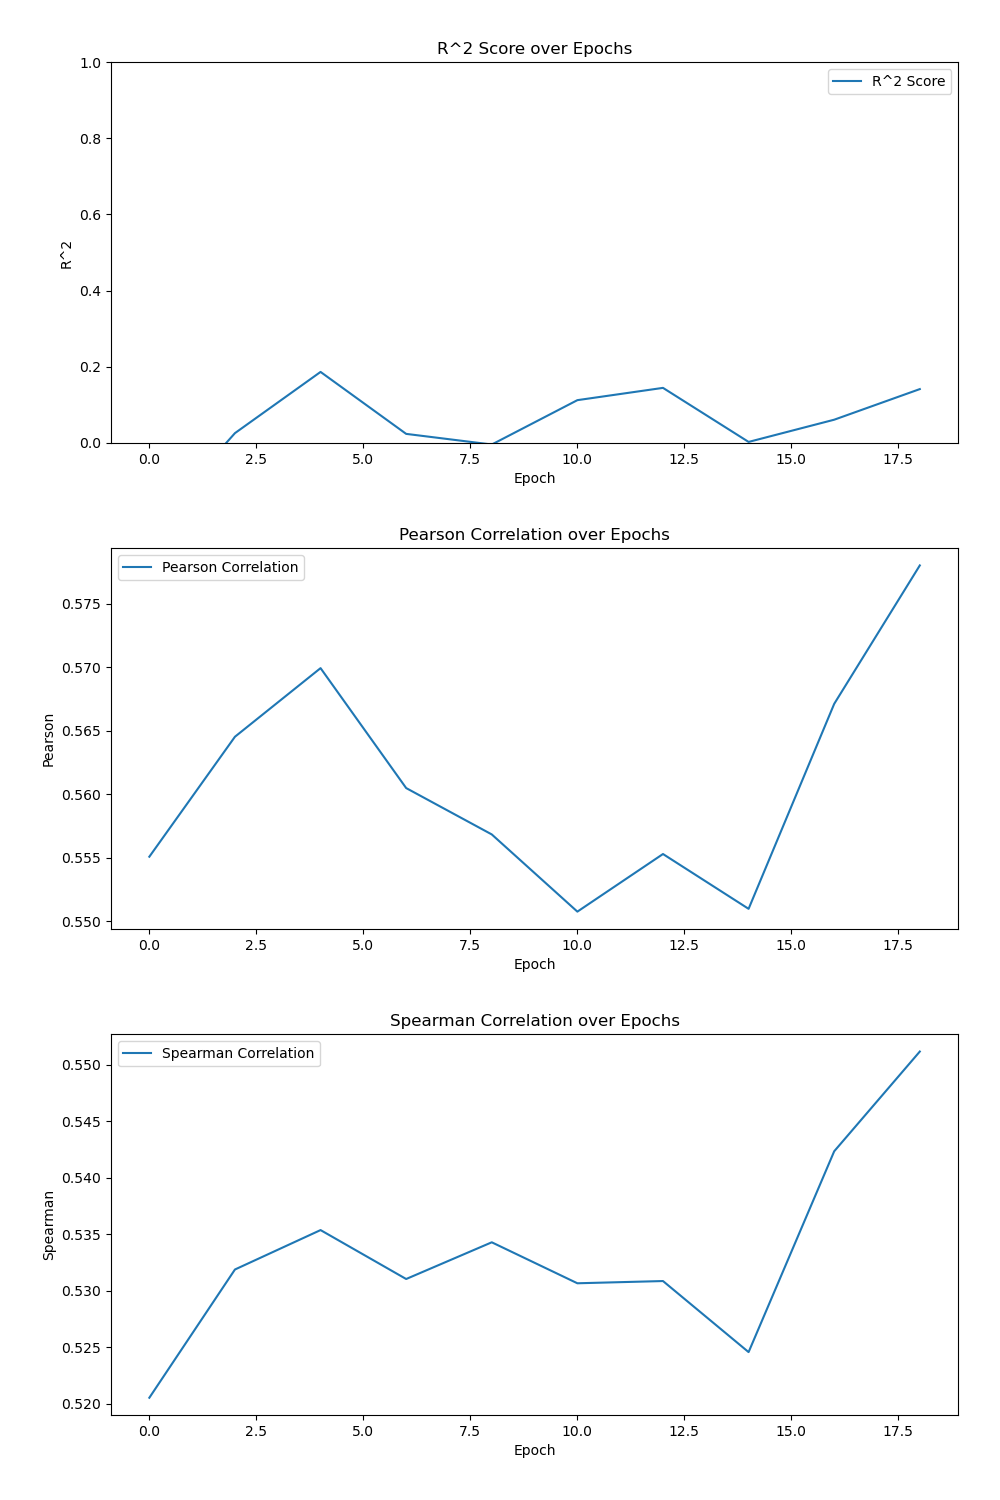 R^2 Score over Epochs
R^2 Score
1.0
0.8
0.6
0.4
0.2
0.0
R^2
0.0 2.5 5.0 7.5 10.0 12.5 15.0 17.5
Epoch
Pearson Correlation over Epochs
Pearson Correlation
0.575
0.570
0.565
0.560
0.555
0.550
Pearson
0.0 2.5 5.0 7.5 10.0 12.5 15.0 17.5
Epoch
Spearman Correlation over Epochs
Spearman Correlation
0.550
0.545
0.540
0.535
0.530
0.525
0.520
Spearman
0.0 2.5 5.0 7.5 10.0 12.5 15.0 17.5
Epoch